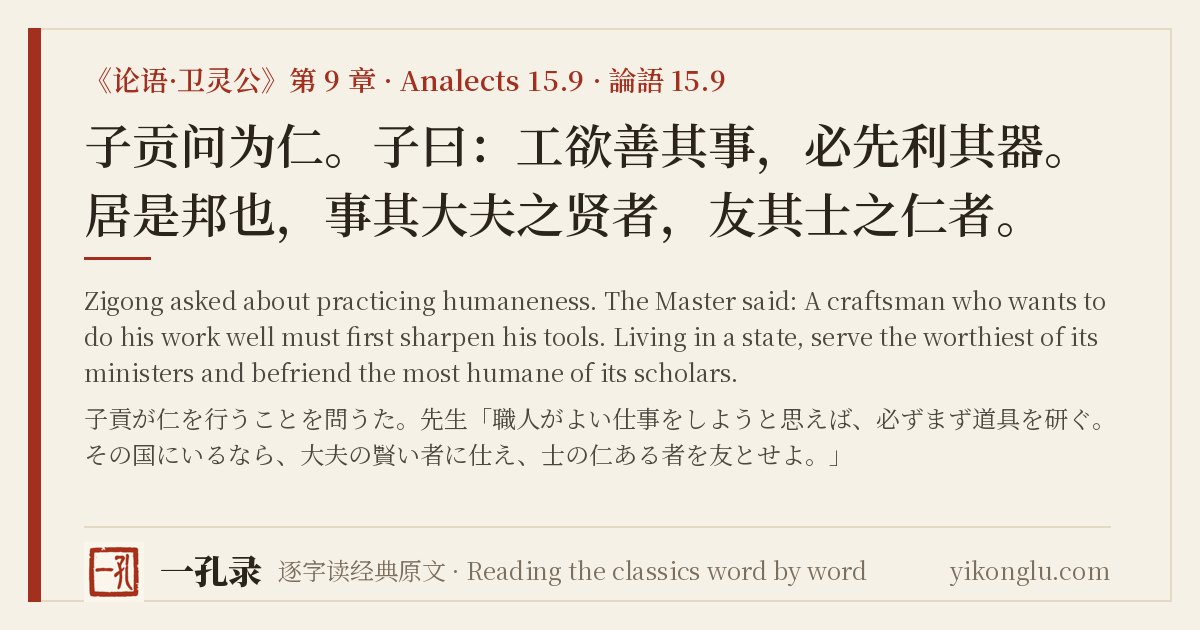 《论语·卫灵公》第 9 章 · Analects 15.9 · 論語 15.9
子贡问为仁。子曰：工欲善其事，必先利其器。
居是邦也，事其大夫之贤者，友其士之仁者。
Zigong asked about practicing humaneness. The Master said: A craftsman who wants to
do his work well must first sharpen his tools. Living in a state, serve the worthiest of its
ministers and befriend the most humane of its scholars.
子貢が仁を行うことを問うた。先生「職人がよい仕事をしようと思えば、必ずまず道具を研ぐ。
その国にいるなら、大夫の賢い者に仕え、士の仁ある者を友とせよ。」
一孔
一孔录 逐字读经典原文 · Reading the classics word by word yikonglu.com